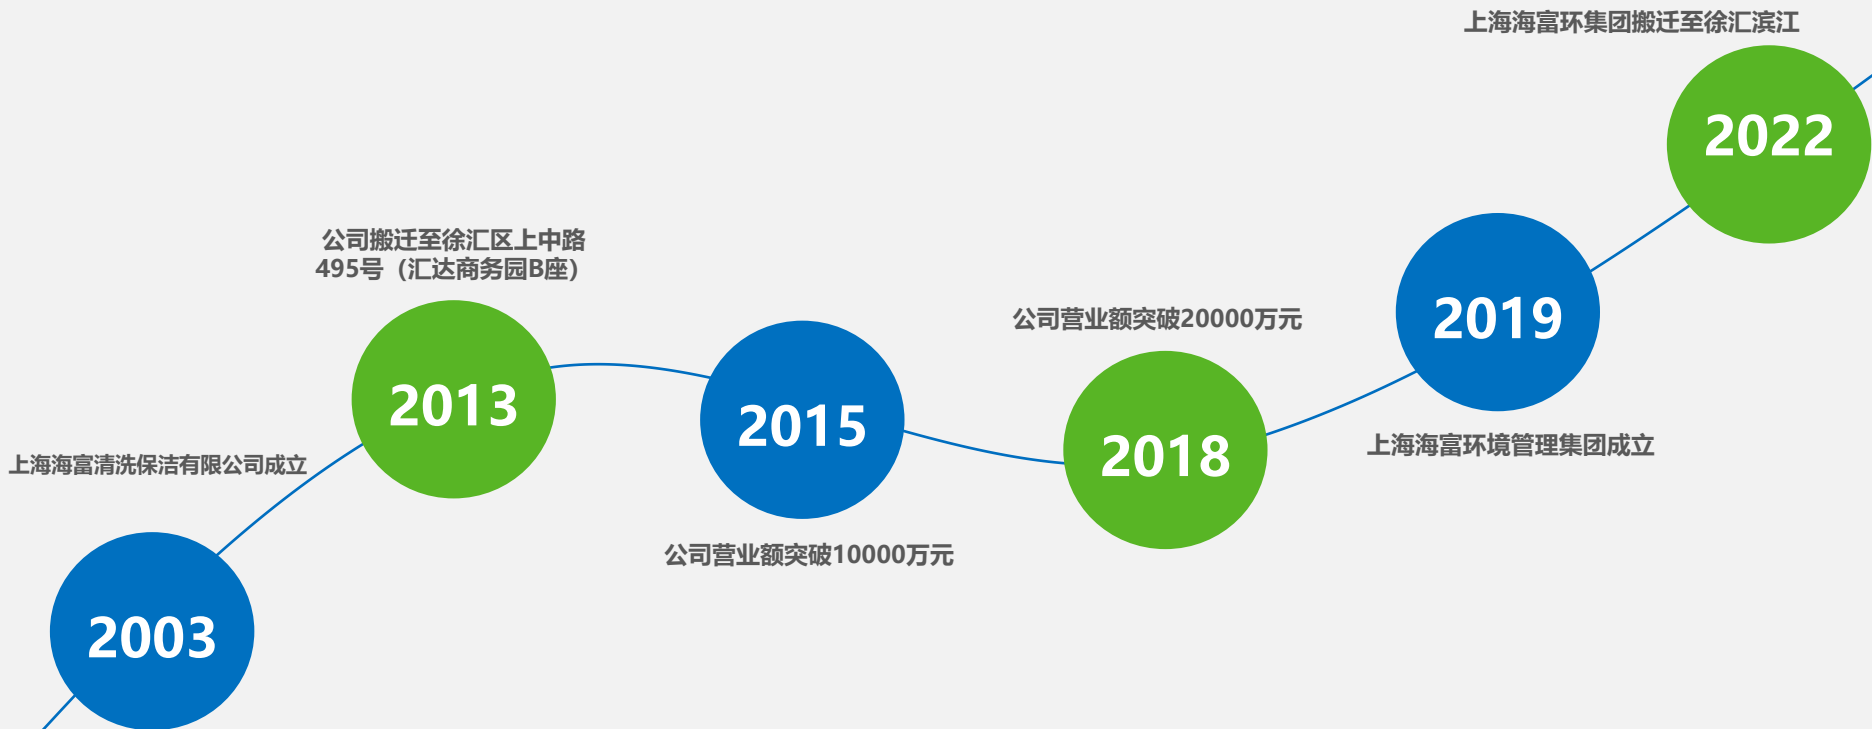 上海海富清洗保洁有限公司成立
2003
公司搬迁至徐汇区上中路
495号（汇达商务园B座）
2013
2015
公司营业额突破10000万元
公司营业额突破20000万元
2018
2019
上海海富环境管理集团成立
上海海富环集团搬迁至徐汇滨江
2022